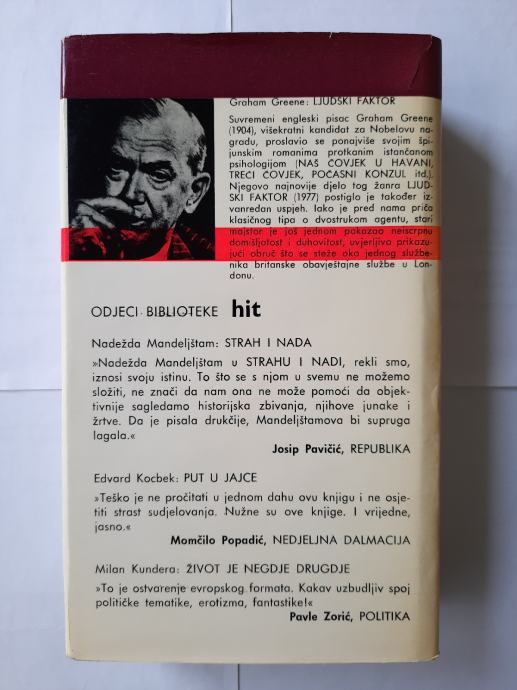 Graham Greene: LJUDSKI FAKTOR
Suvremeni engleski pisac Graham Greene
(1904), višekratni kandidat za Nobelovu na-
gradu, proslavio se ponajviše svojim špi-
junskim romanima protkanim istančanom
psihologijom (NAŠ ČOVJEK U HAVANI,
TREĆI ČOVJEK, POČASNI KONZUL itd.).
Njegovo najnovije djelo tog žanra LJUD-
SKI FAKTOR (1977) postiglo je također iz-
vanredan uspjeh. Iako je pred nama priča
klasičnog tipa o dvostrukom agentu, stari
majstor je još jednom pokazao neiscrpnu
domišljatost i duhovitost, uvjerljivo prikazu-
jući obruč što se steže oko jednog službe-
nika britanske obavještajne službe u Lon-
donu.
ODJECI BIBLIOTEKE hit
Nadežda Mandeljštam: STRAH I NADA
»Nadežda Mandeljštam u STRAHU I NADI, rekli smo,
iznosi svoju istinu. To što se s njom u svemu ne možemo
složiti, ne znači da nam ona ne može pomoći da objek-
tivnije sagledamo historijska zbivanja, njihove junake i
žrtve. Da je pisala drukčije, Mandeljštamova bi supruga
lagala.«
Josip Pavičić, REPUBLIKA
Edvard Kocbek: PUT U JAJCE
»Teško je ne pročitati u jednom dahu ovu knjigu i ne osje-
titi strast sudjelovanja. Nužne su ove knjige. I vrijedne,
jasno.«
Momčilo Popadić, NEDJELJNA DALMACIJA
Milan Kundera: ŽIVOT JE NEGDJE DRUGDJE
»To je ostvarenje evropskog formata. Kakav uzbudljiv spoj
političke tematike, erotizma, fantastike!«
Pavle Zorić, POLITIKA